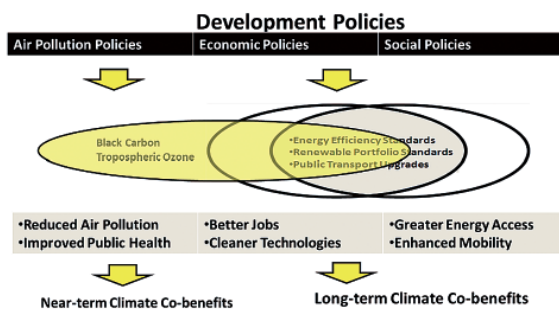 Development Policies
Air Pollution Policies
Economic Policies
Social Policies
Black Carbon
Tropospheric Ozone
•Energy Efficiency Standards
•Renewable Portfolio Standards
•Public Transport Upgrades
•Reduced Air Pollution
•Improved Public Health
•Better Jobs
•Cleaner Technologies
•Greater Energy Access
•Enhanced Mobility
Near-term Climate Co-benefits
Long-term Climate Co-benefits